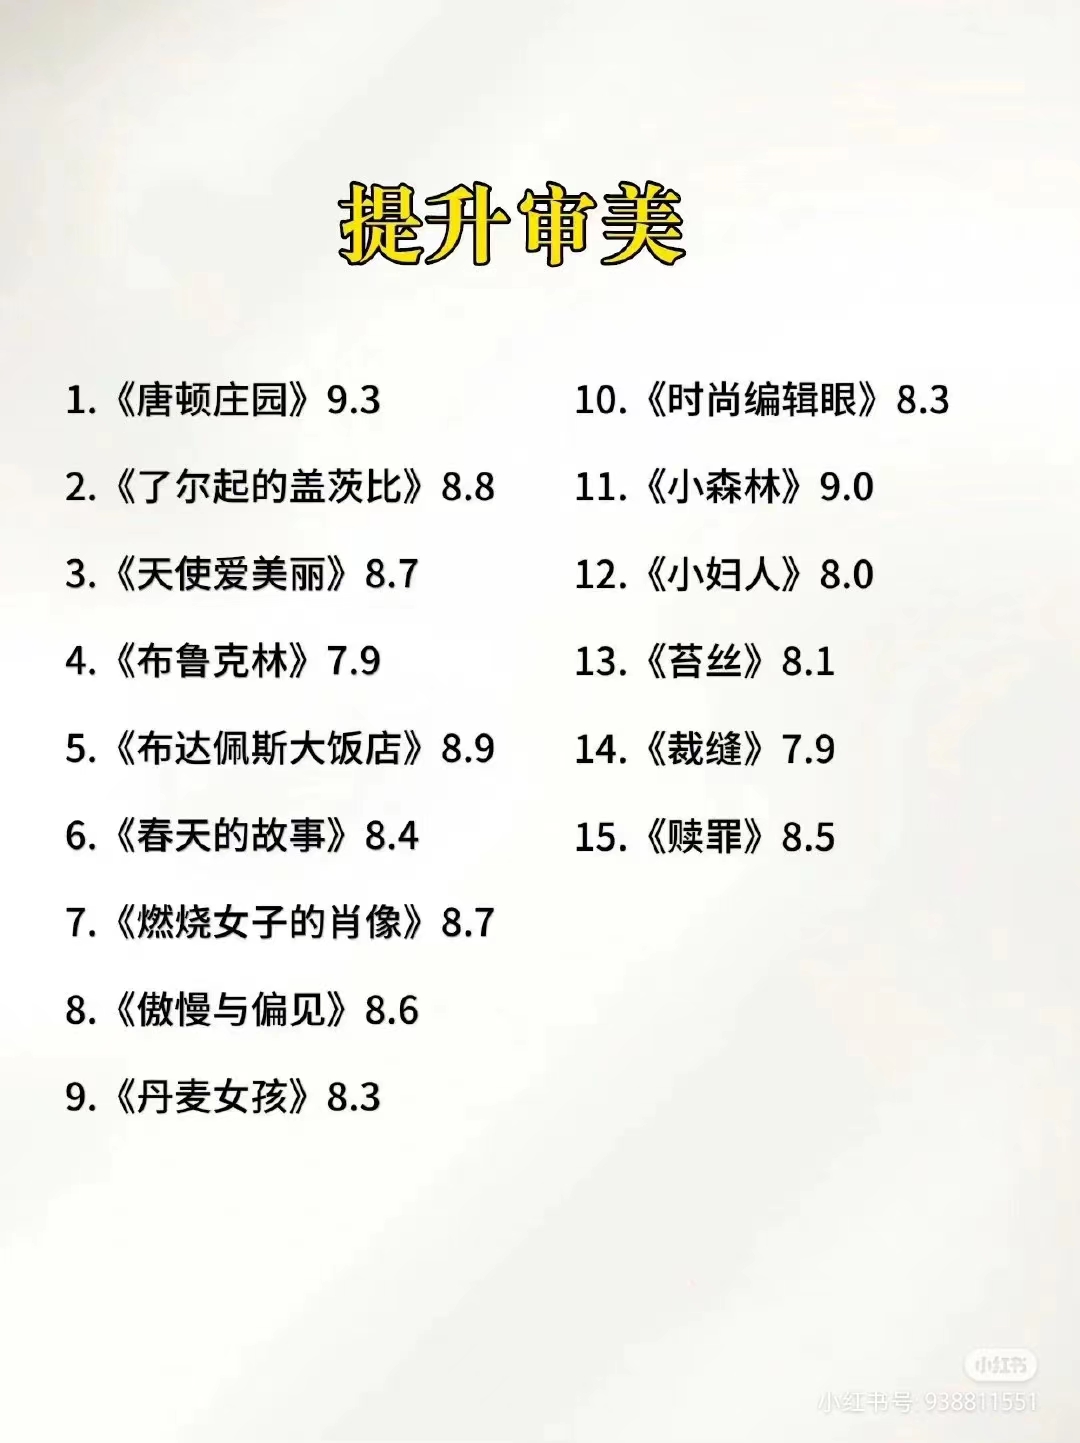 提升审美
1.《唐顿庄园》9.3
2.《了尔起的盖茨比》8.8
3.《天使爱美丽》8.7
4.《布鲁克林》7.9
5.《布达佩斯大饭店》8.9
6.《春天的故事》8.4
7.《燃烧女子的肖像》8.7
8.《傲慢与偏见》8.6
9.《丹麦女孩》8.3
10.《时尚编辑眼》8.3
11.《小森林》9.0
12.《小妇人》8.0
13.《苔丝》8.1
14.《裁缝》7.9
15.《赎罪》8.5
小红书
小红书号: 938811551